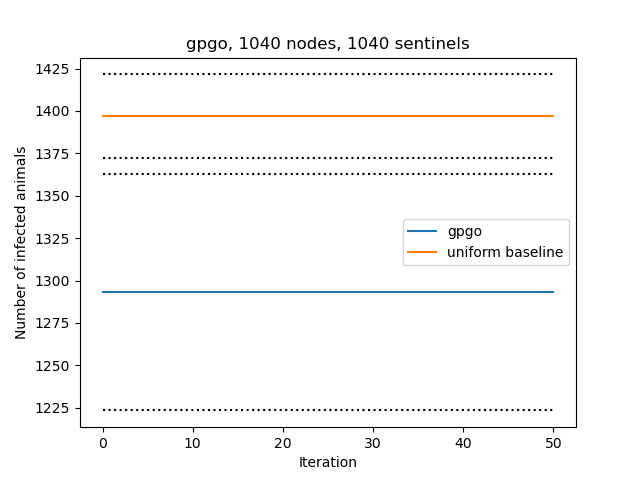 gpgo, 1040 nodes, 1040 sentinels
Number of infected animals
1425
1400
1375
1350
1325
1300
1275
1250
1225
gpgo
uniform baseline
0 10 20 30 40 50
Iteration